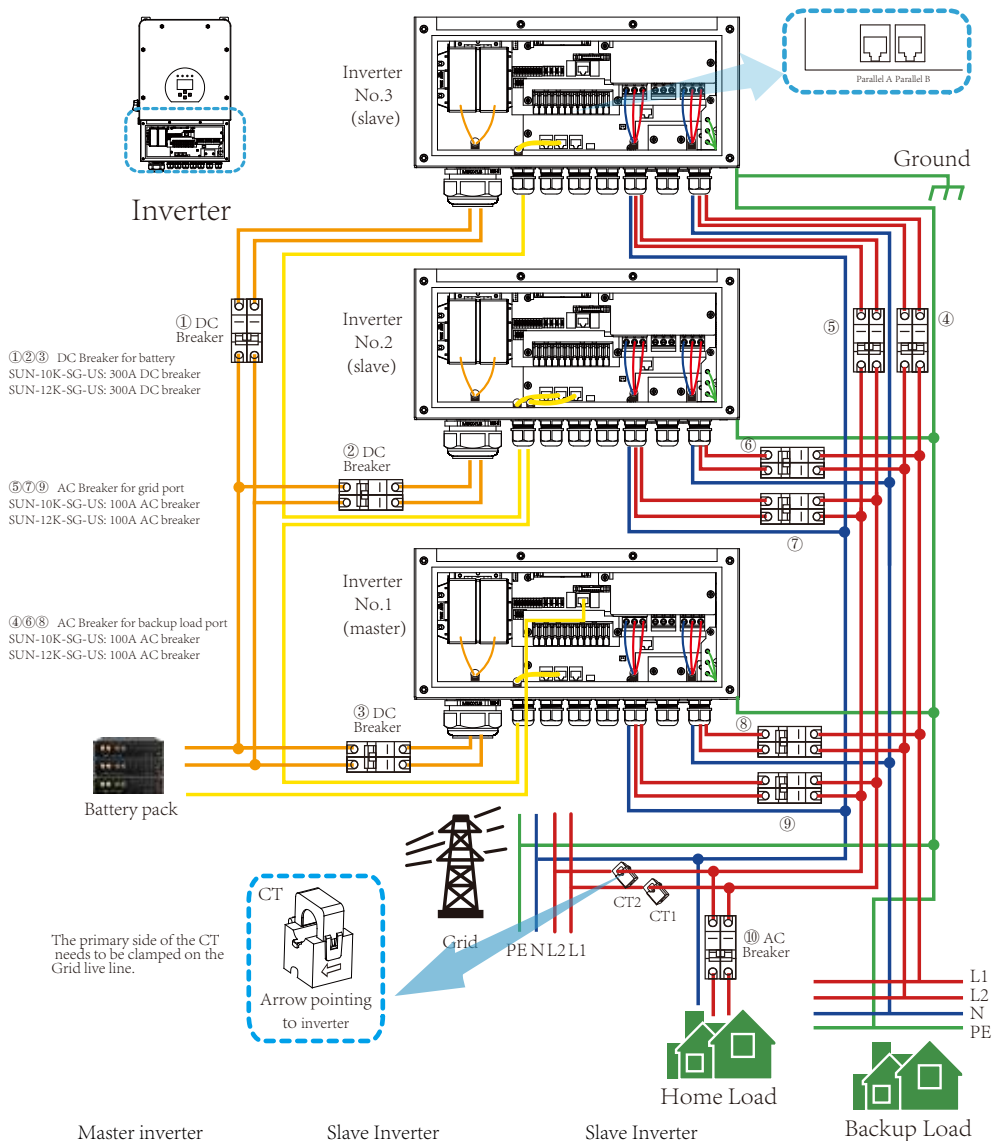 Parallel A Parallel B
Inverter
No.3
(slave)
Ground
Inverter
① DC
Breaker
Inverter
No.2
(slave)
⑤
④
①②③ DC Breaker for battery
SUN-10K-SG-US: 300A DC breaker
SUN-12K-SG-US: 300A DC breaker
② DC
Breaker
⑥
⑤⑦⑨ AC Breaker for grid port
SUN-10K-SG-US: 100A AC breaker
SUN-12K-SG-US: 100A AC breaker
⑦
Inverter
No.1
(master)
④⑥⑧ AC Breaker for backup load port
SUN-10K-SG-US: 100A AC breaker
SUN-12K-SG-US: 100A AC breaker
③ DC
Breaker
⑧
Battery pack
⑨
CT
CT2
CT1
Grid
PE N L2 L1
⑩ AC
Breaker
The primary side of the CT
needs to be clamped on the
Grid live line.
Arrow pointing
to inverter
L1
L2
N
PE
Home Load
Backup Load
Master inverter
Slave Inverter
Slave Inverter